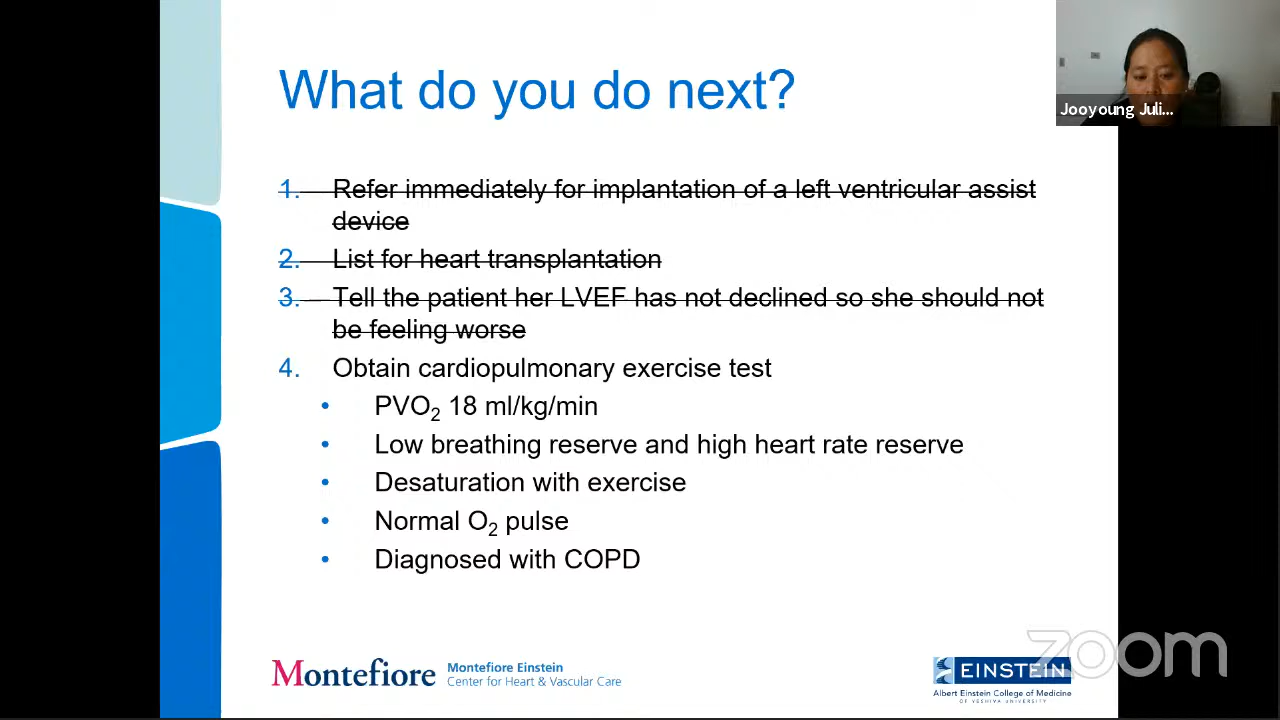 What do you do next?
Jooyoung Juli...
1. Refer immediately for implantation of a left ventricular assist
device
2. List for heart transplantation
3. Tell the patient her LVEF has not declined so she should not
be feeling worse
4. Obtain cardiopulmonary exercise test
• PVO₂ 18 ml/kg/min
• Low breathing reserve and high heart rate reserve
• Desaturation with exercise
• Normal O₂ pulse
• Diagnosed with COPD
zoom
Montefiore
Montefiore Einstein
Center for Heart & Vascular Care
EINSTEIN
Albert Einstein College of Medicine
OF YESHIVA UNIVERSITY